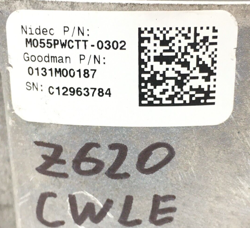 Nidec P/N:
M055PWCTT-0302
Goodman P/N:
0131M00187
SN: C12963784
Z620
CWLE